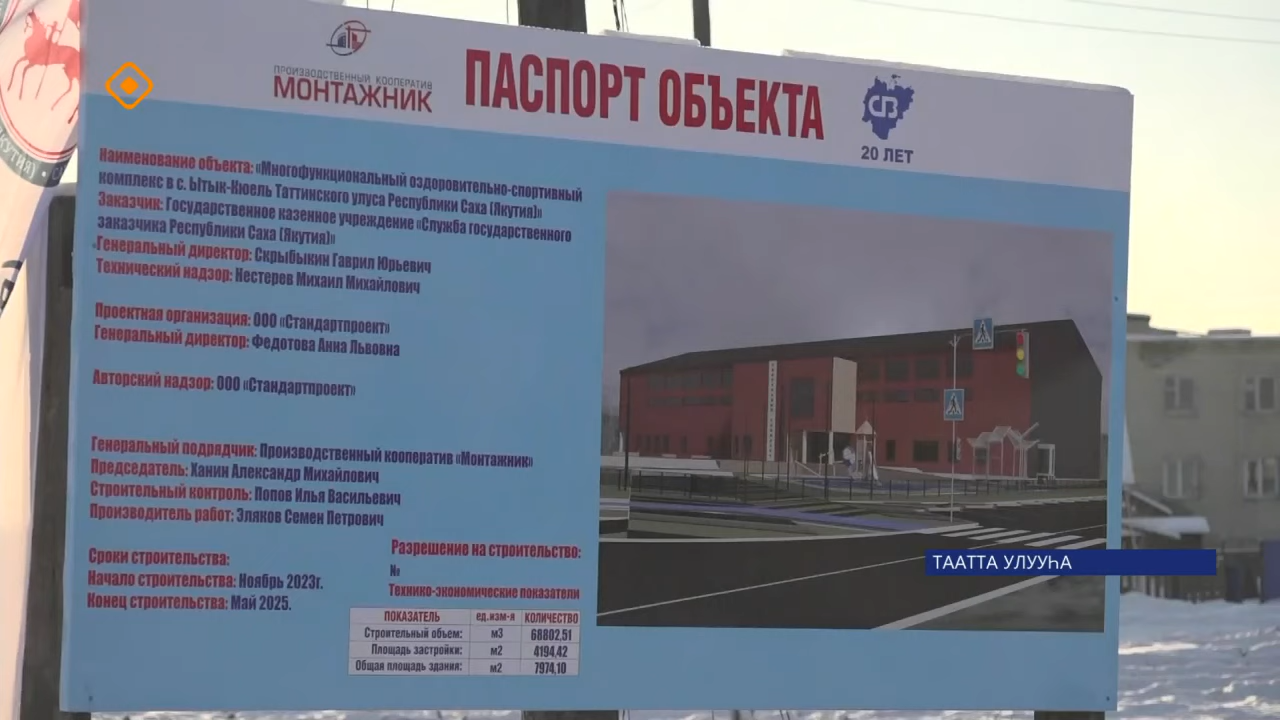 ПРОИЗВОДСТВЕННЫЙ КООПЕРАТИВ
МОНТАЖНИК
ПАСПОРТ ОБЪЕКТА
СВ
20 ЛЕТ
Наименование объекта: «Многофункциональный оздоровительно-спортивный
комплекс в с. Ытык-Кюель Таттинского улуса Республики Саха (Якутия)»
Заказчик: Государственное казенное учреждение «Служба государственного
заказчика Республики Саха (Якутия)»
Генеральный директор: Скрыбыкин Гаврил Юрьевич
Технический надзор: Нестерев Михаил Михайлович
Проектная организация: ООО «Стандартпроект»
Генеральный директор: Федотова Анна Львовна
Авторский надзор: ООО «Стандартпроект»
Генеральный подрядчик: Производственный кооператив «Монтажник»
Председатель: Ханин Александр Михайлович
Строительный контроль: Попов Илья Васильевич
Производитель работ: Эляков Семен Петрович
Сроки строительства:
Начало строительства: Ноябрь 2023г.
Конец строительства: Май 2025.
Разрешение на строительство:
№
Технико-экономические показатели
ПОКАЗАТЕЛЬ ед.изм-я КОЛИЧЕСТВО
Строительный объем: м3 68802,51
Площадь застройки: м2 4194,42
Общая площадь здания: м2 7974,10
ТААТТА УЛУУҺА